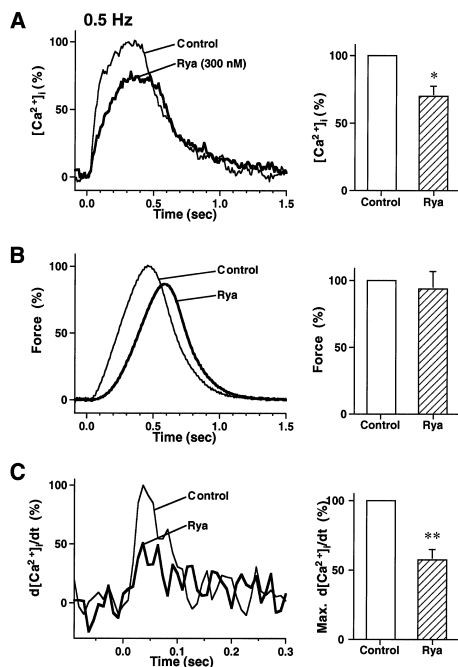 A
0.5 Hz
[Ca2+]i (%)
100
50
0
Control
Rya (300 nM)
0.0 0.5 1.0 1.5
Time (sec)
[Ca2+]i (%)
100
50
0
*
Control Rya
B
Force (%)
100
50
0
Control
Rya
0.0 0.5 1.0 1.5
Time (sec)
Force (%)
100
50
0
Control Rya
C
d[Ca2+]i/dt (%)
100
50
0
Control
Rya
0.0 0.1 0.2 0.3
Time (sec)
Max. d[Ca2+]i/dt (%)
100
50
0
**
Control Rya